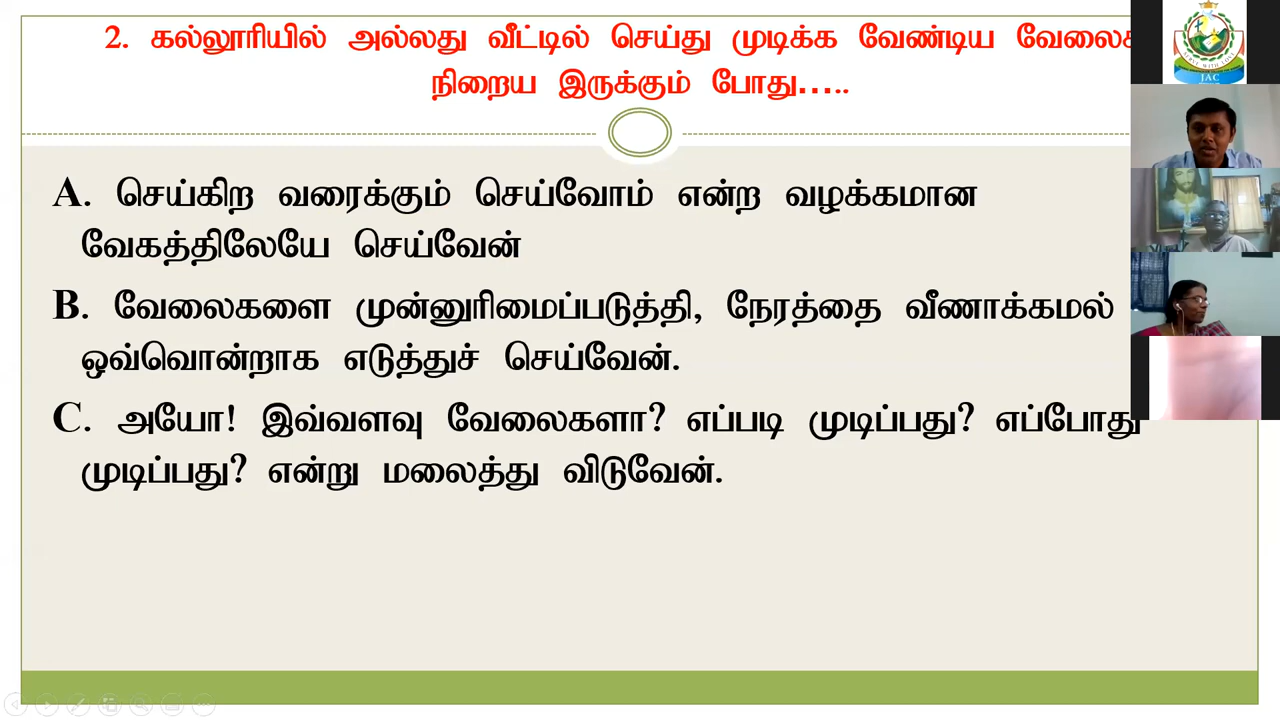 2. கல்லூரியில் அல்லது வீட்டில் செய்து முடிக்க வேண்டிய
நிறைய இருக்கும் போது…..
A. செய்கிற வரைக்கும் செய்வோம் என்ற வழக்கமான
வேகத்திலேயே செய்வேன்
B. வேலைகளை முன்னுரிமைப்படுத்தி, நேரத்தை வீணாக்கமல்
ஒவ்வொன்றாக எடுத்துச் செய்வேன்.
C. அயோ! இவ்வளவு வேலைகளா? எப்படி முடிப்பது? எப்போது
முடிப்பது? என்று மலைத்து விடுவேன்.
JAC